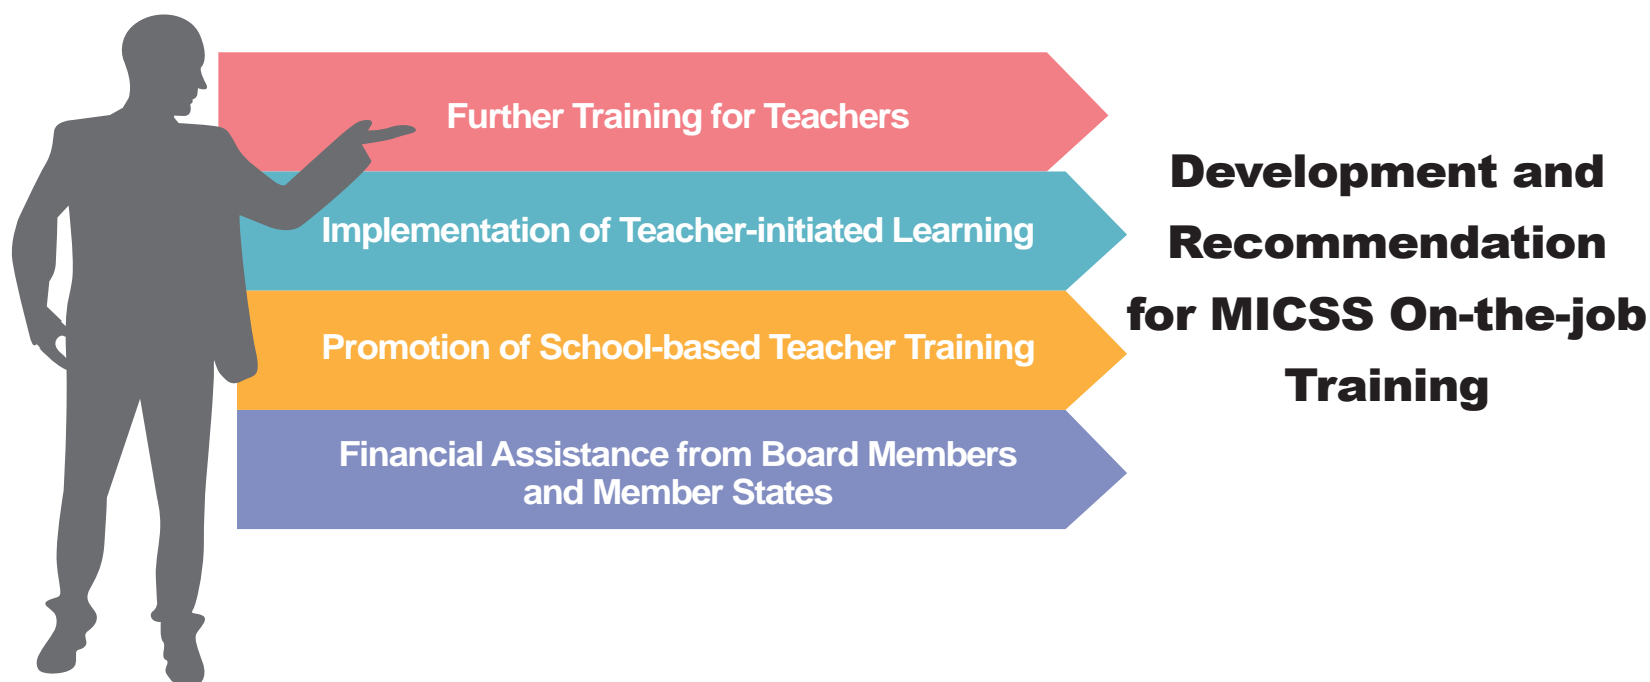 Further Training for Teachers
Implementation of Teacher-initiated Learning
Promotion of School-based Teacher Training
Financial Assistance from Board Members
and Member States
Development and
Recommendation
for MICSS On-the-job
Training